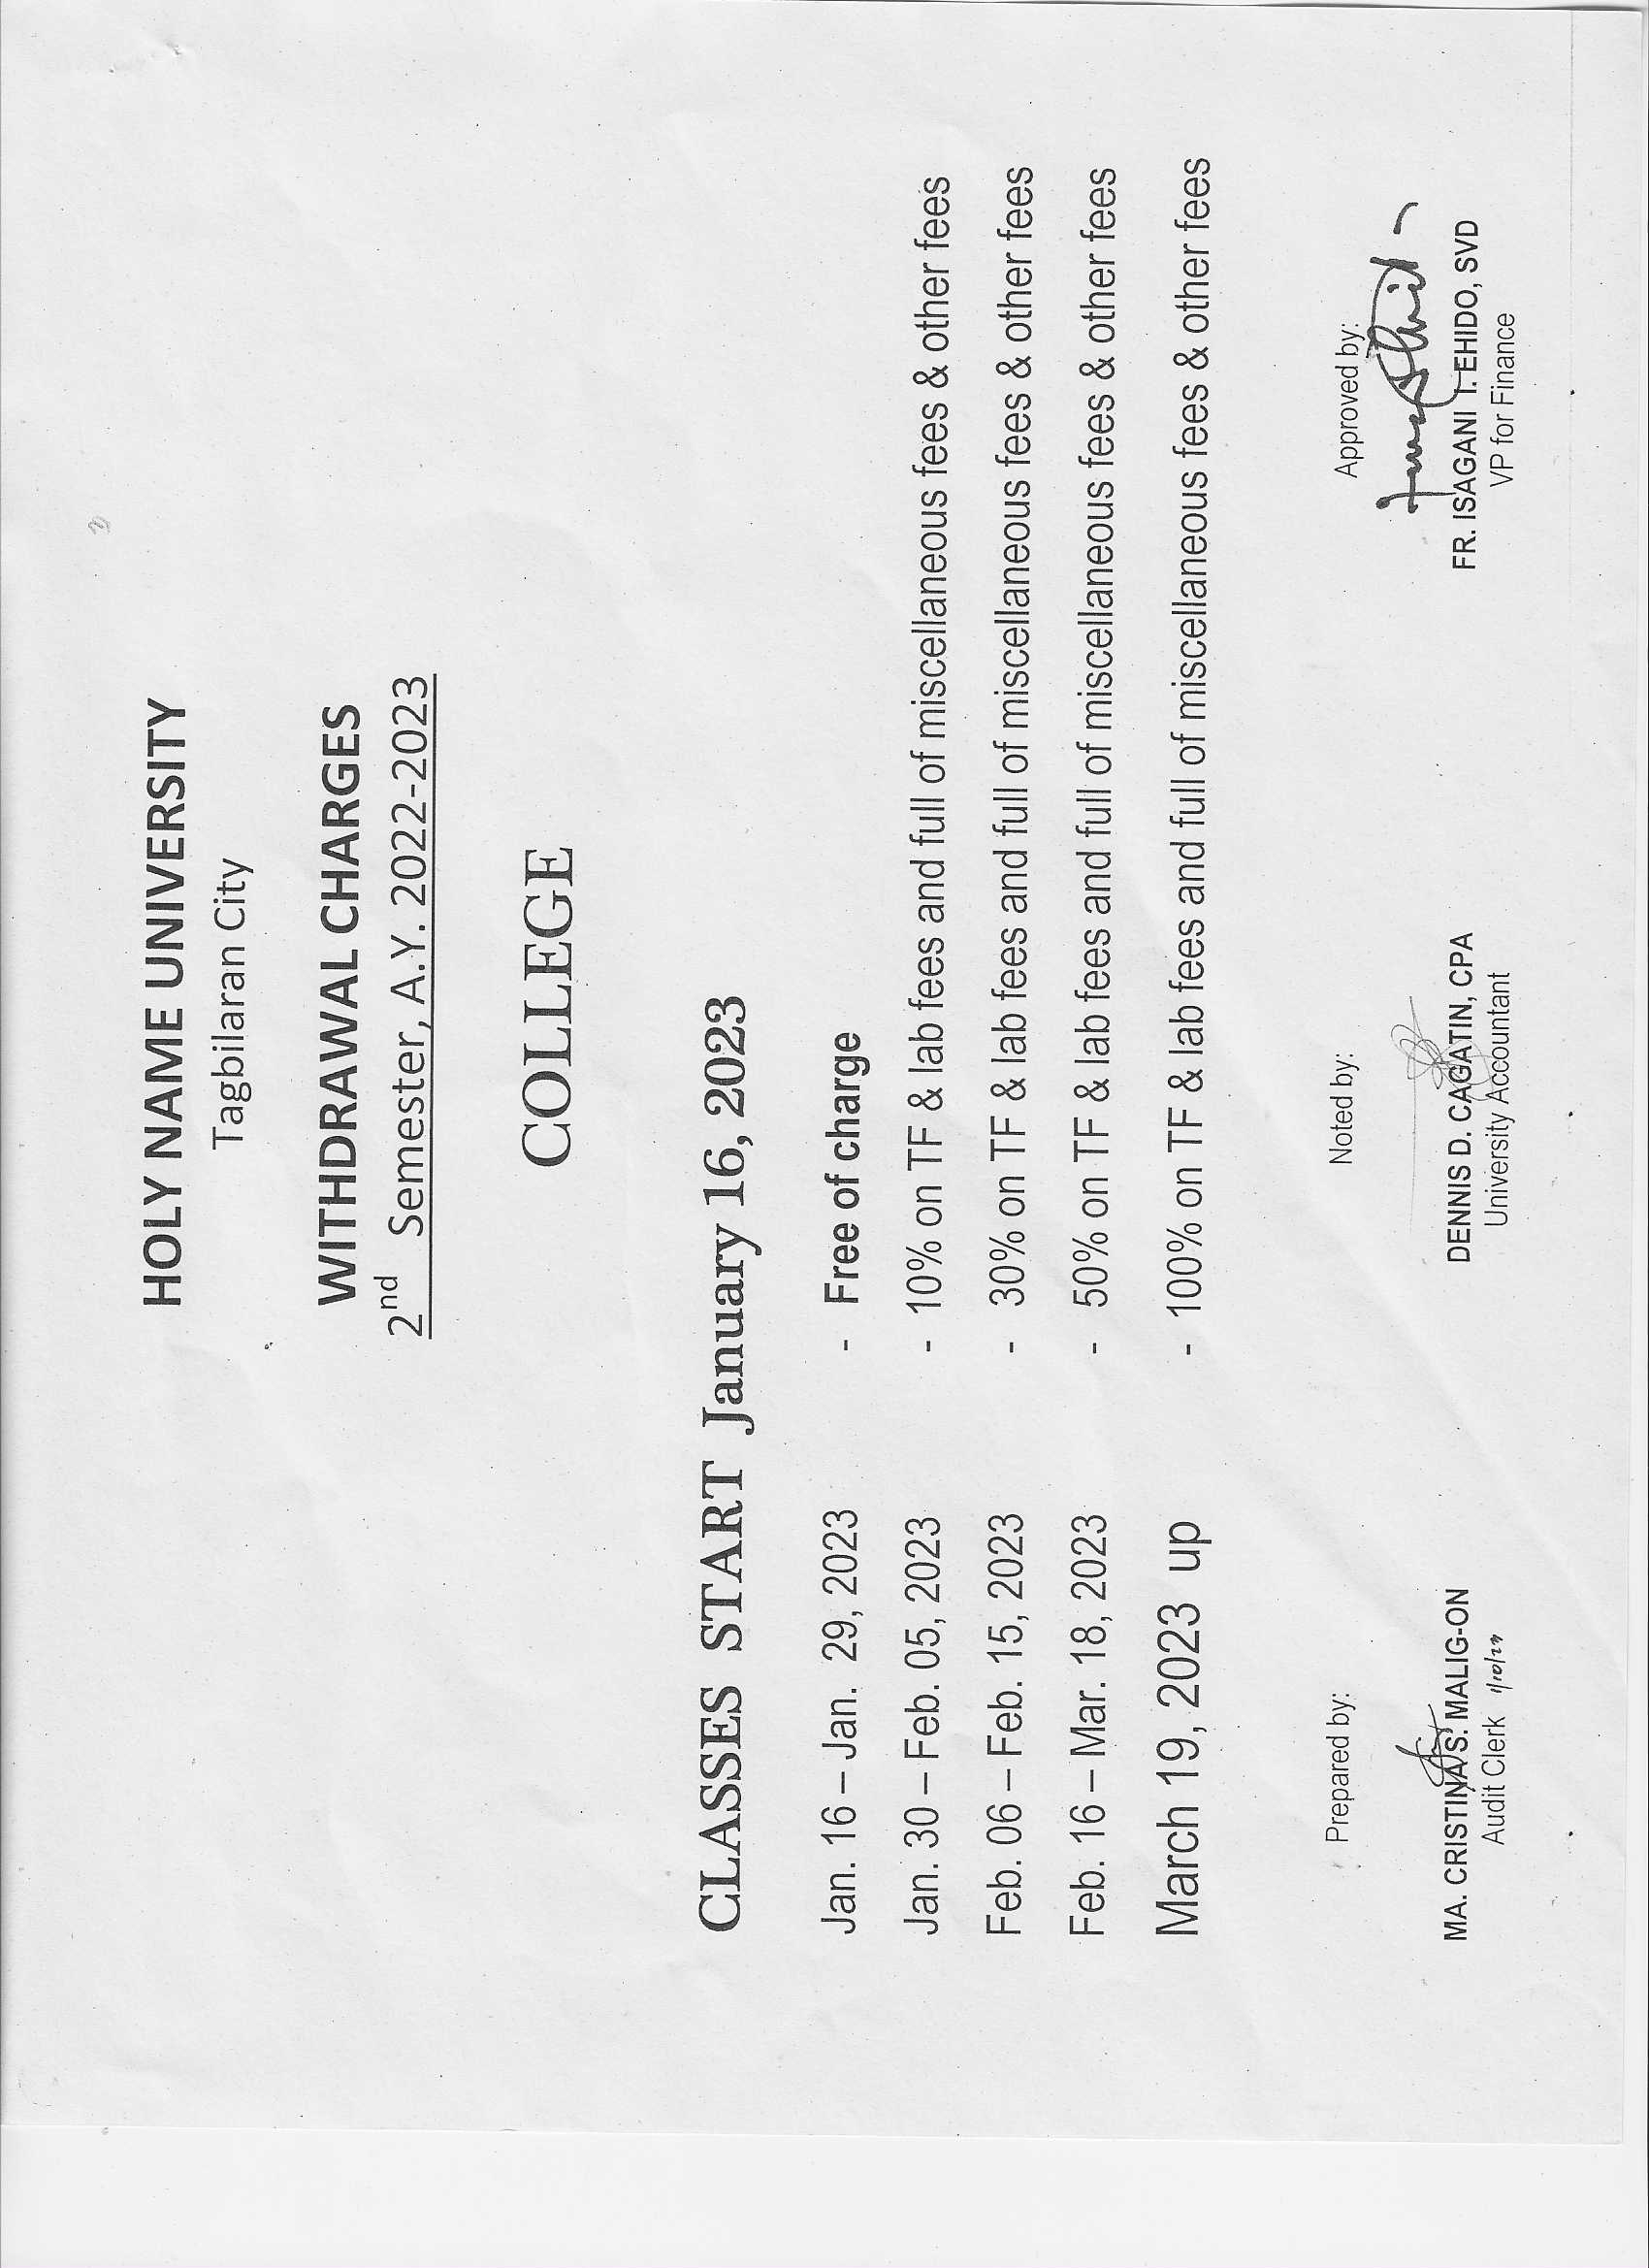 HOLY NAME UNIVERSITY
Tagbilaran City
WITHDRAWAL CHARGES
2nd Semester, A.Y. 2022-2023
COLLEGE
CLASSES START January 16, 2023
Jan. 16 – Jan. 29, 2023 - Free of charge
Jan. 30 – Feb. 05, 2023 - 10% on TF & lab fees and full of miscellaneous fees & other fees
Feb. 06 – Feb. 15, 2023 - 30% on TF & lab fees and full of miscellaneous fees & other fees
Feb. 16 – Mar. 18, 2023 - 50% on TF & lab fees and full of miscellaneous fees & other fees
March 19, 2023 up - 100% on TF & lab fees and full of miscellaneous fees & other fees
Prepared by: Noted by: Approved by:
MA. CRISTINA S. MALIG-ON DENNIS D. CAGATIN, CPA FR. ISAGANI I. EHIDO, SVD
Audit Clerk 1/10/23 University Accountant VP for Finance